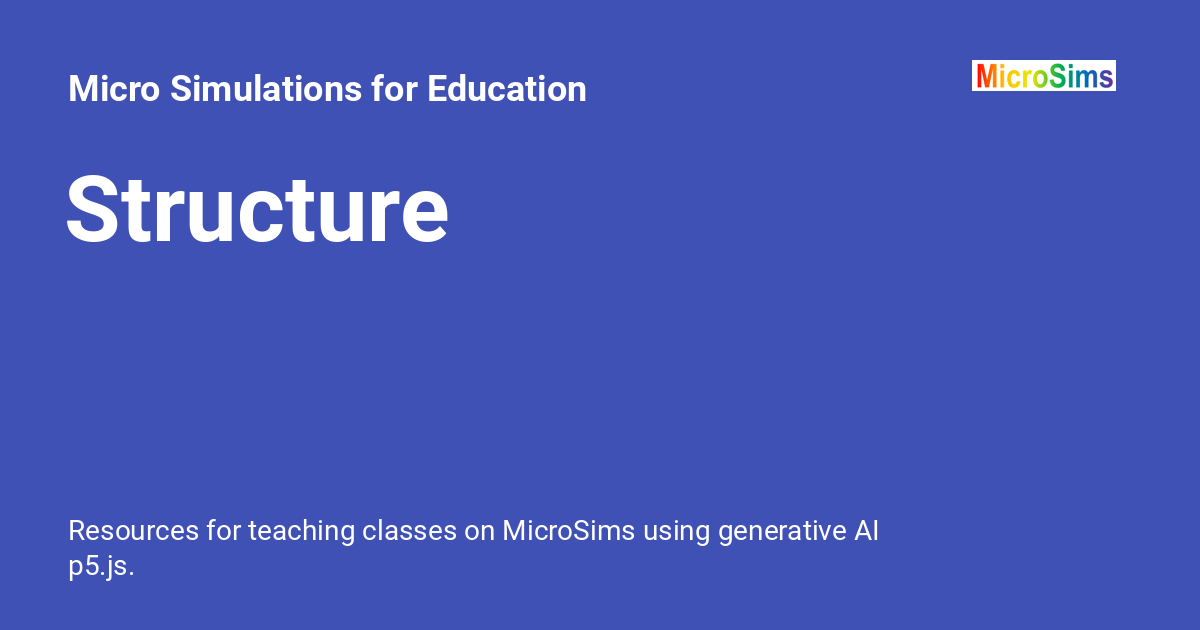 Micro Simulations for Education
MicroSims
Structure
Resources for teaching classes on MicroSims using generative AI
p5.js.